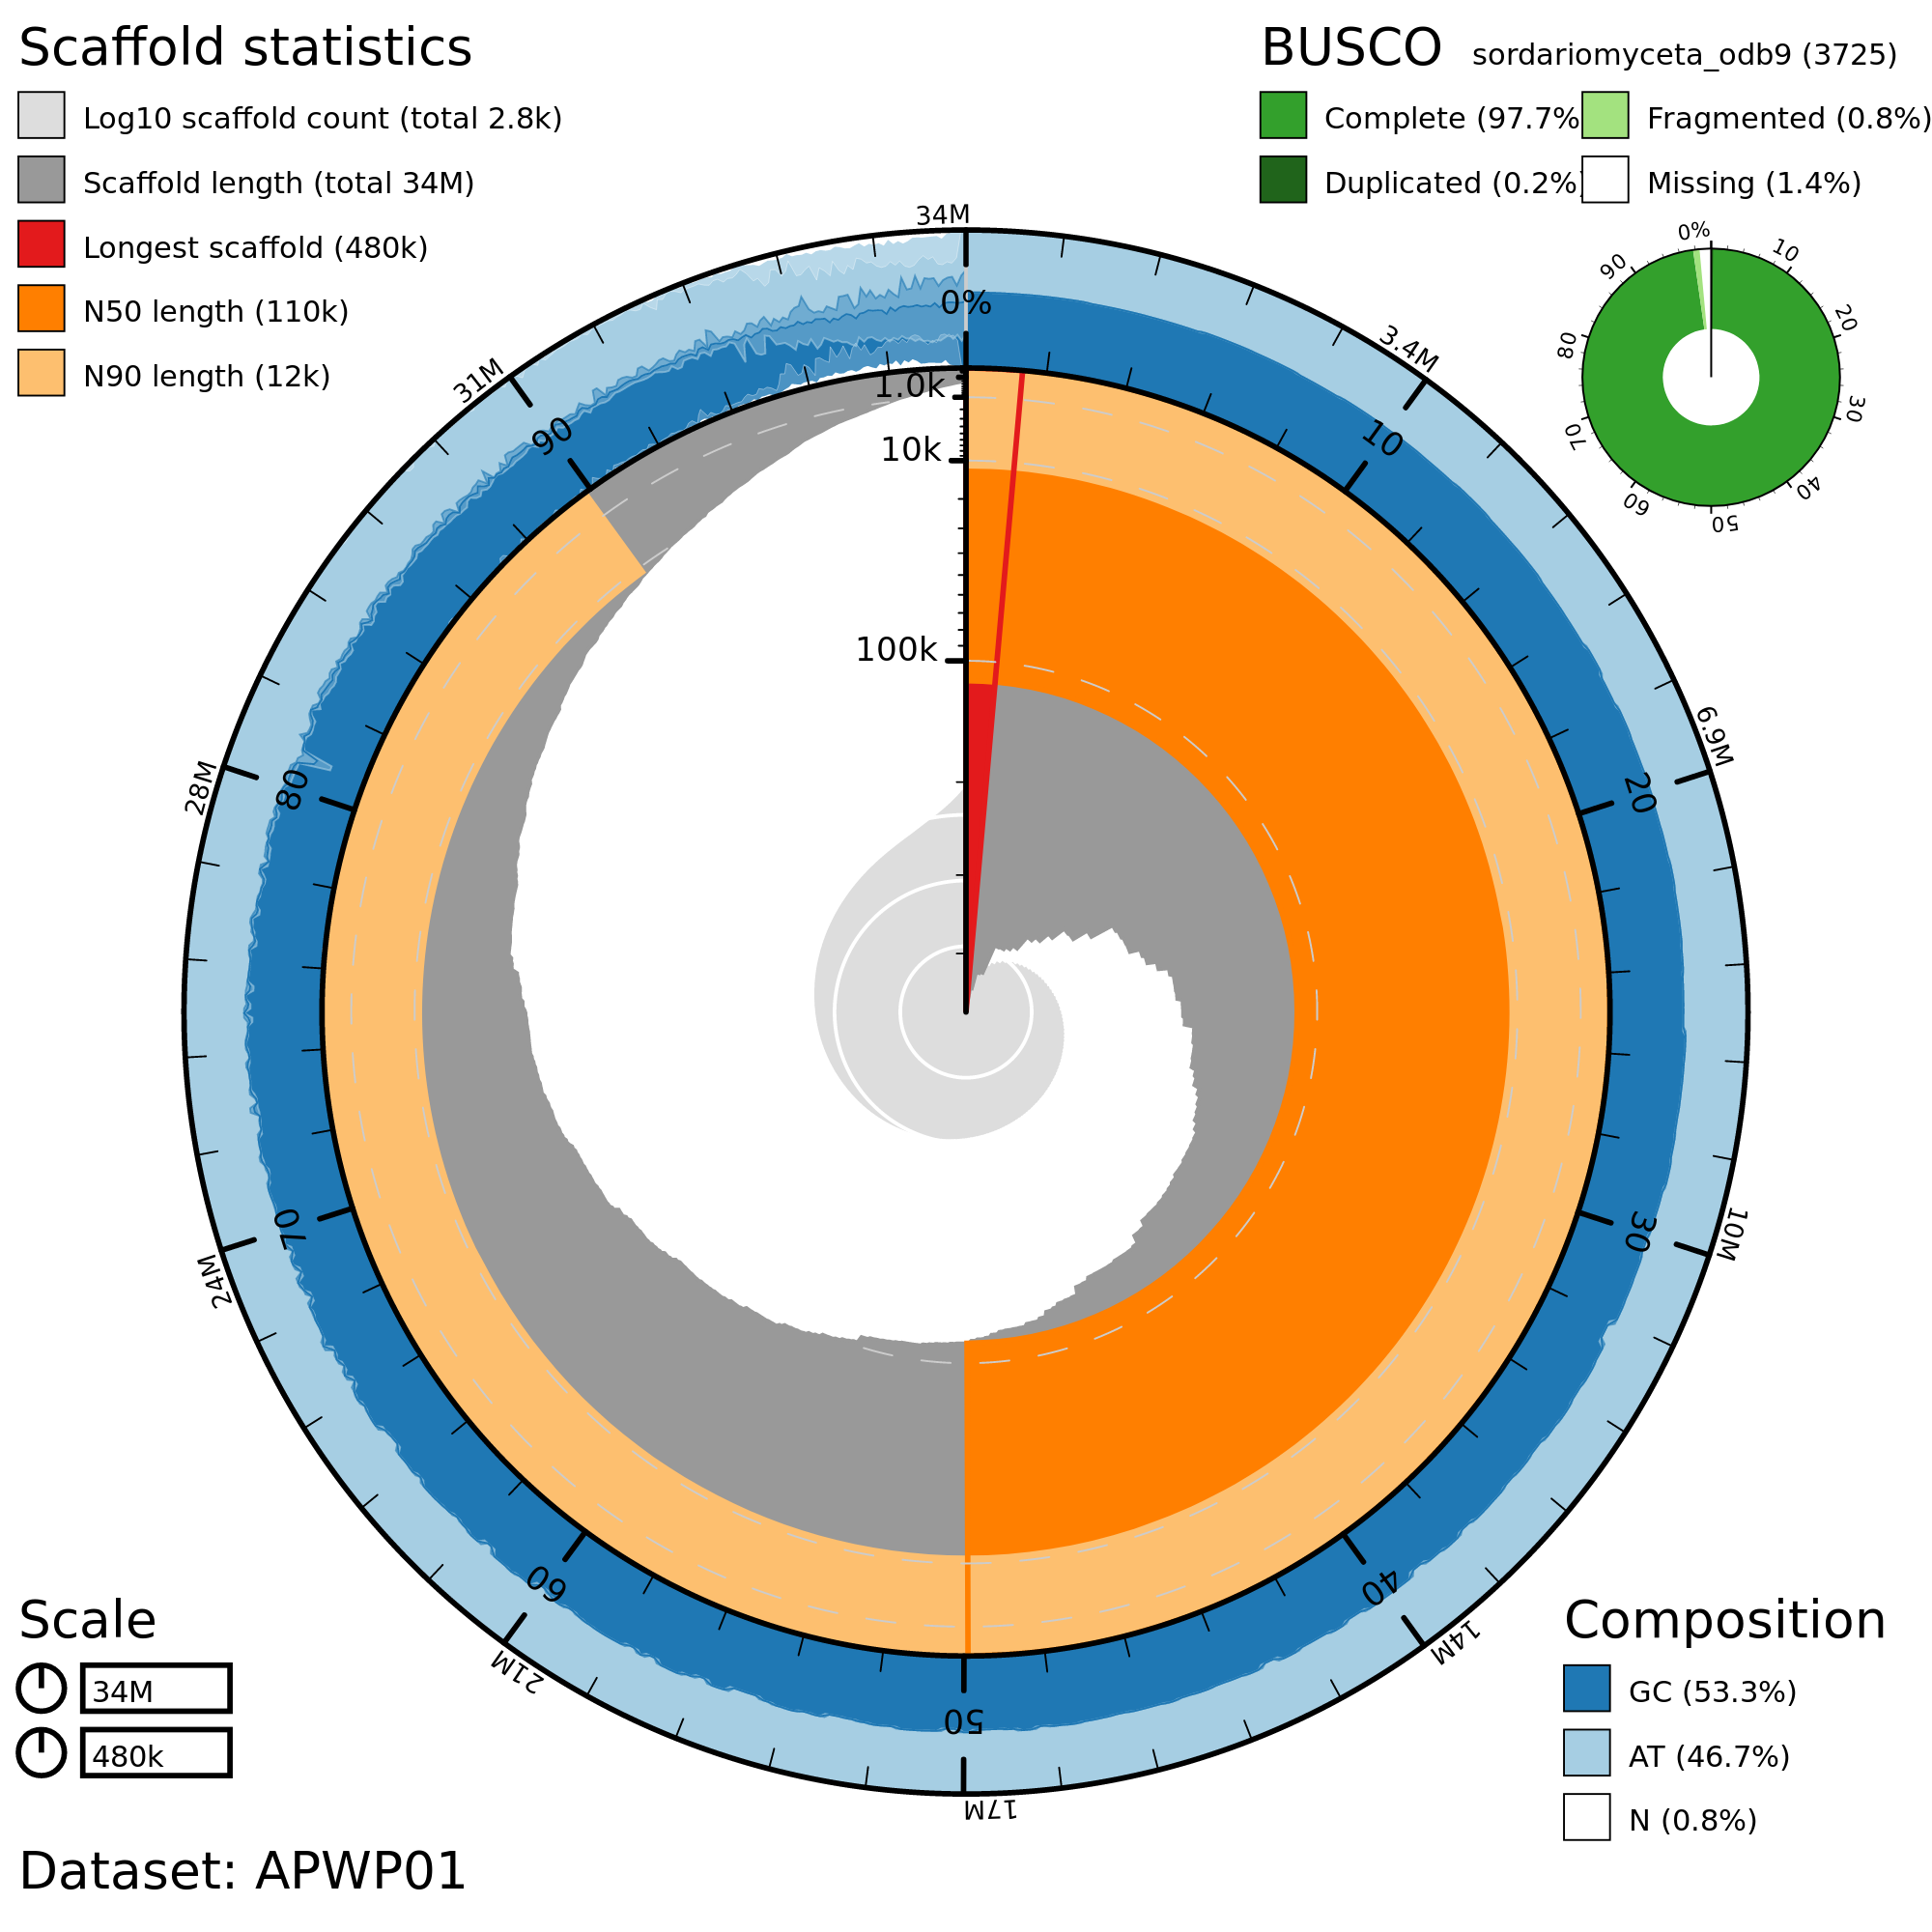 Scaffold statistics
Log10 scaffold count (total 2.8k)
Scaffold length (total 34M)
Longest scaffold (480k)
N50 length (110k)
N90 length (12k)
BUSCO sordariomyceta_odb9 (3725)
Complete (97.7%
Fragmented (0.8%)
Duplicated (0.2%)
Missing (1.4%)
0%
10
20
30
40
50
60
70
80
90
34M
3.4M
6.9M
10M
14M
17M
21M
24M
28M
31M
0%
10
20
30
40
50
60
70
80
90
1.0k
10k
100k
Scale
34M
480k
Composition
GC (53.3%)
AT (46.7%)
N (0.8%)
Dataset: APWP01